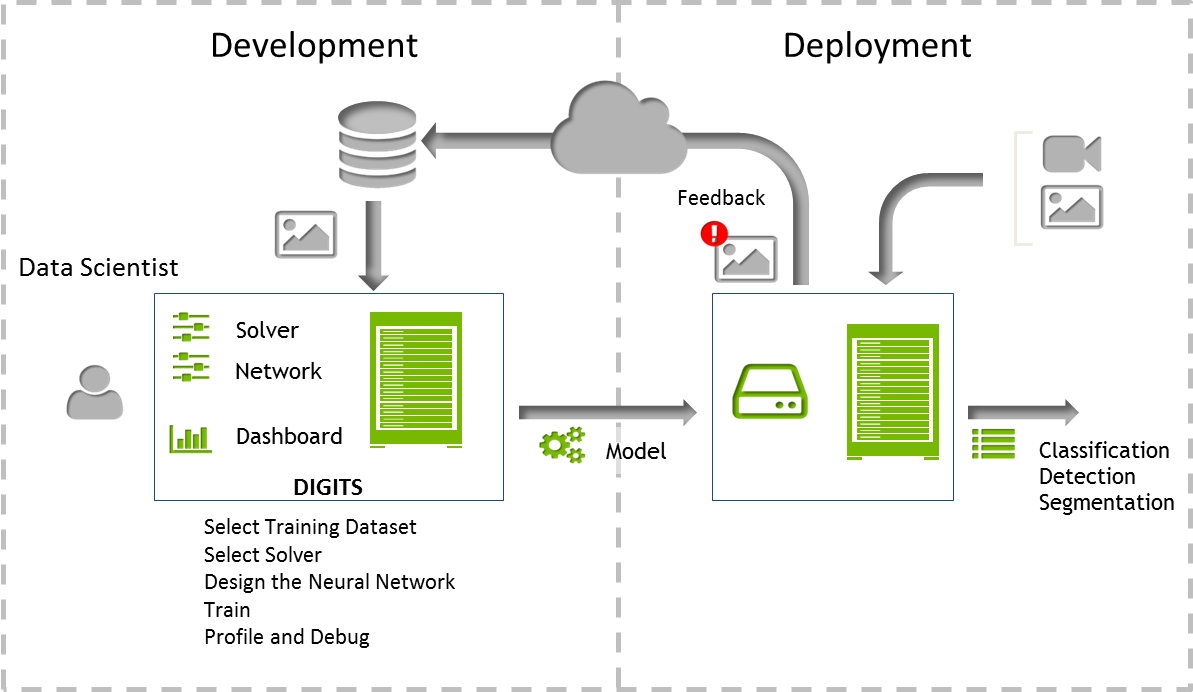 Development
Deployment
Feedback
!
Data Scientist
Solver
Network
Dashboard
DIGITS
Select Training Dataset
Select Solver
Design the Neural Network
Train
Profile and Debug
Model
Classification
Detection
Segmentation